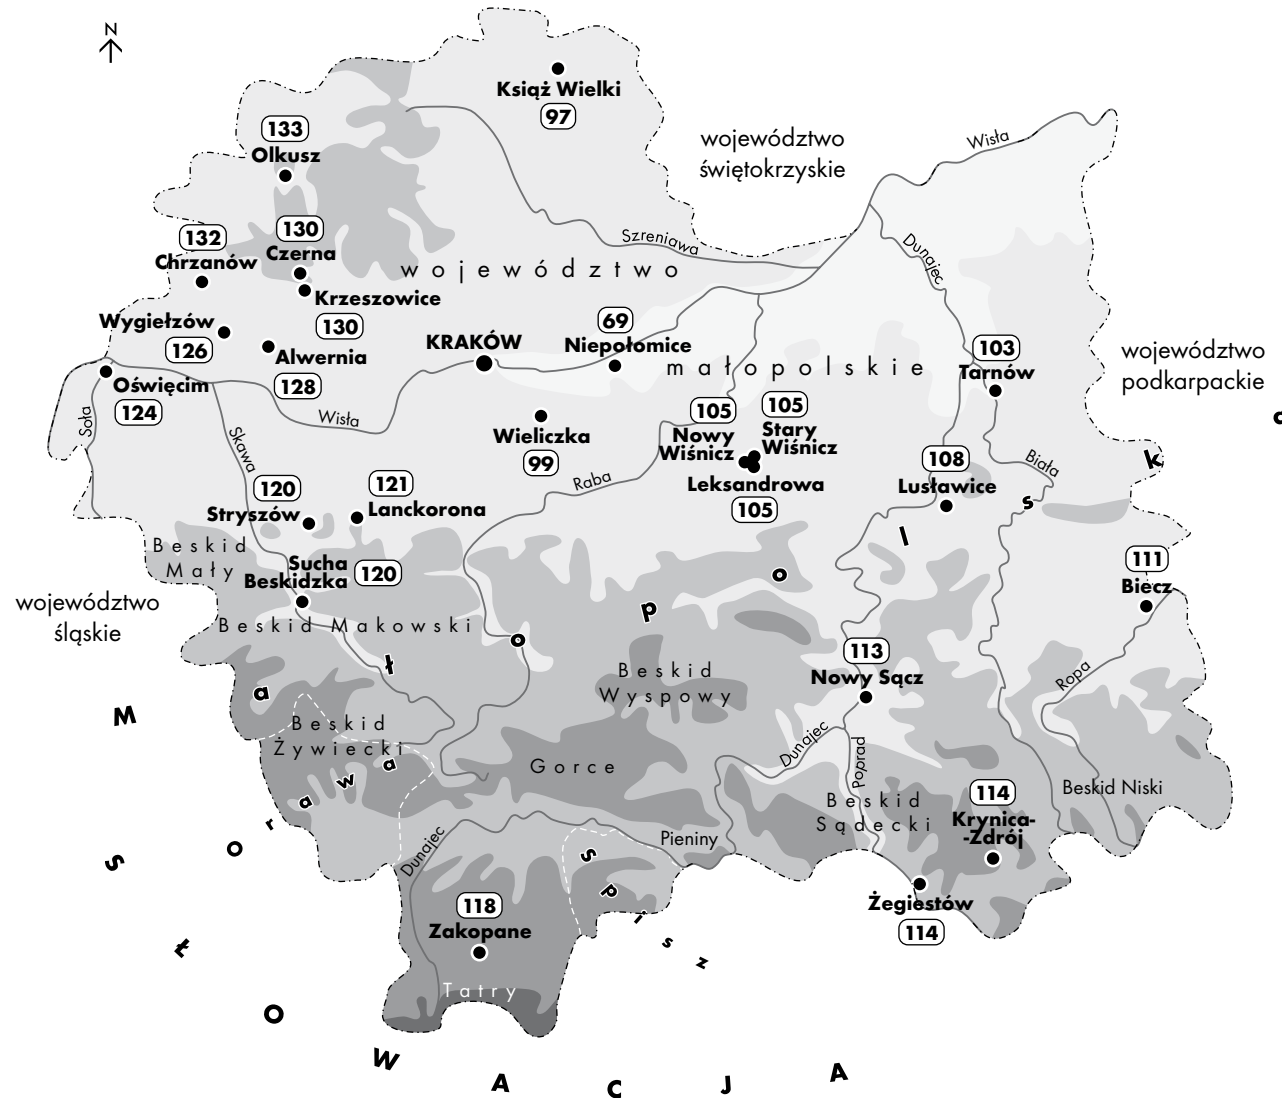 N
Książ Wielki
97
133
Olkusz
województwo
świętokrzyskie
Wisła
132
Chrzanów
130
Czerna
Szreniawa
Dunajec
województwo
Krzeszowice
130
Wygiełzów
126
Alwernia
128
KRAKÓW
69
Niepołomice
małopolskie
103
Tarnów
województwo
podkarpackie
Oświęcim
124
Soła
Wisła
Skawa
Wieliczka
99
Raba
105
Nowy
Wiśnicz
105
Stary
Wiśnicz
Leksandrowa
105
108
Lusławice
Biała
120
Stryszów
121
Lanckorona
Beskid
Mały
Sucha
Beskidzka
120
województwo
śląskie
Beskid Makowski
111
Biecz
Małopolska
113
Nowy Sącz
Ropa
Beskid
Wyspowy
Beskid
Żywiecki
Orawa
Gorce
Dunajec
Poprad
Beskid
Sądecki
114
Krynica-
-Zdrój
Beskid Niski
Pieniny
Dunajec
Spisz
118
Zakopane
Żegiestów
114
Tatry
SŁOWACJA